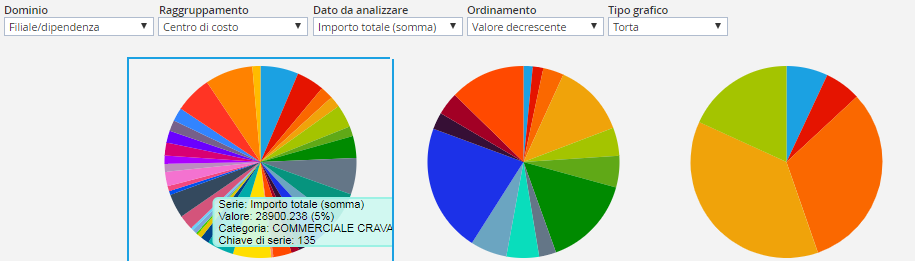 Dominio Raggruppamento Dato da analizzare Ordinamento Tipo grafico
Filiale/dipendenza Centro di costo Importo totale (somma) Valore decrescente Torta
Serie: Importo totale (somma)
Valore: 28900.238 (5%)
Categoria: COMMERCIALE CRAVA
Chiave di serie: 135